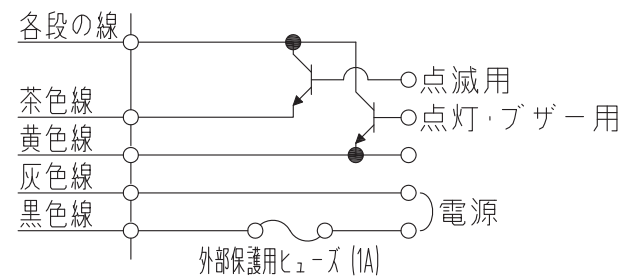 各段の線
茶色線
黄色線
灰色線
黒色線
点滅用
点灯・ブザー用
電源
外部保護用ヒューズ (1A)